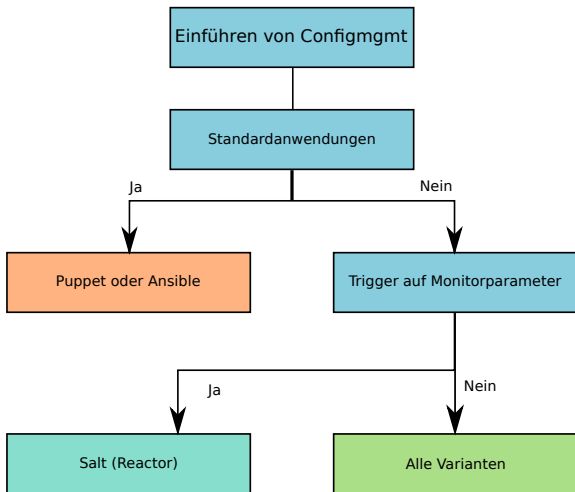 Einführen von Configmgmt
Standardanwendungen
Ja
Nein
Puppet oder Ansible
Trigger auf Monitorparameter
Ja
Nein
Salt (Reactor)
Alle Varianten